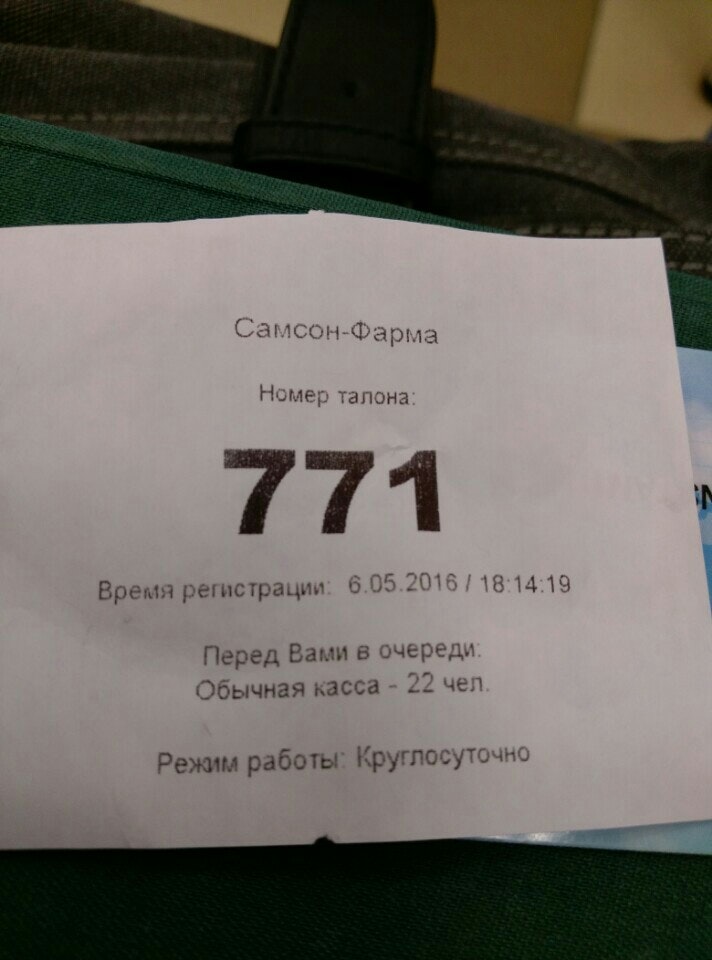 Самсон-Фарма
Номер талона:
771
Время регистрации: 6.05.2016 / 18:14:19
Перед Вами в очереди:
Обычная касса - 22 чел.
Режим работы: Круглосуточно